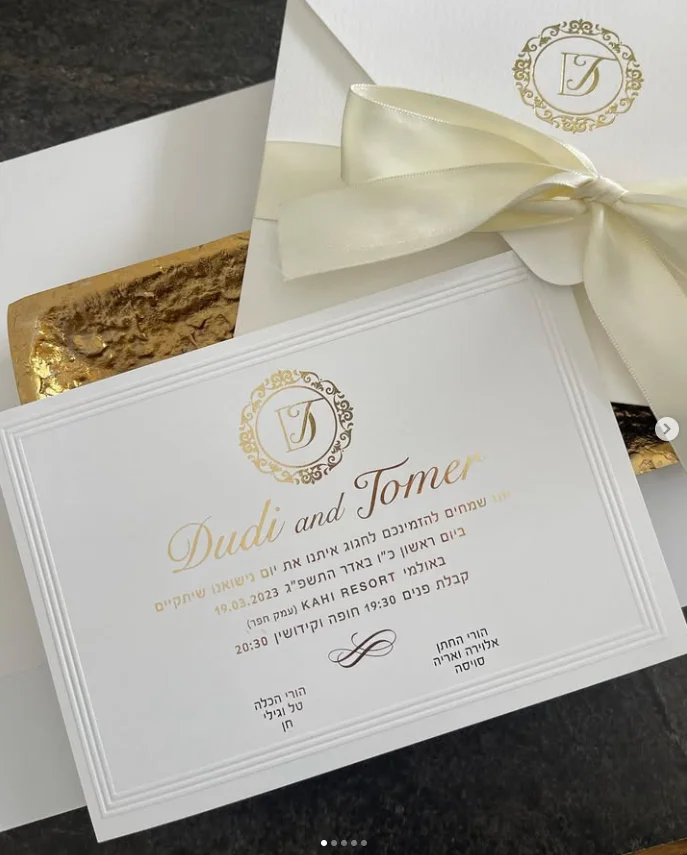 Dudi and Tomer
אנו שמחים להזמינכם לחגוג איתנו את יום נישואנו שיתקיים
ביום ראשון כ"ו באדר התשפ"ג 19.03.2023
באולמי KAHI RESORT (עמק חפר)
קבלת פנים 19:30 חופה וקידושין 20:30
הורי החתן
אלוירה ואריה
סויסה
הורי הכלה
טל וגילי
חן